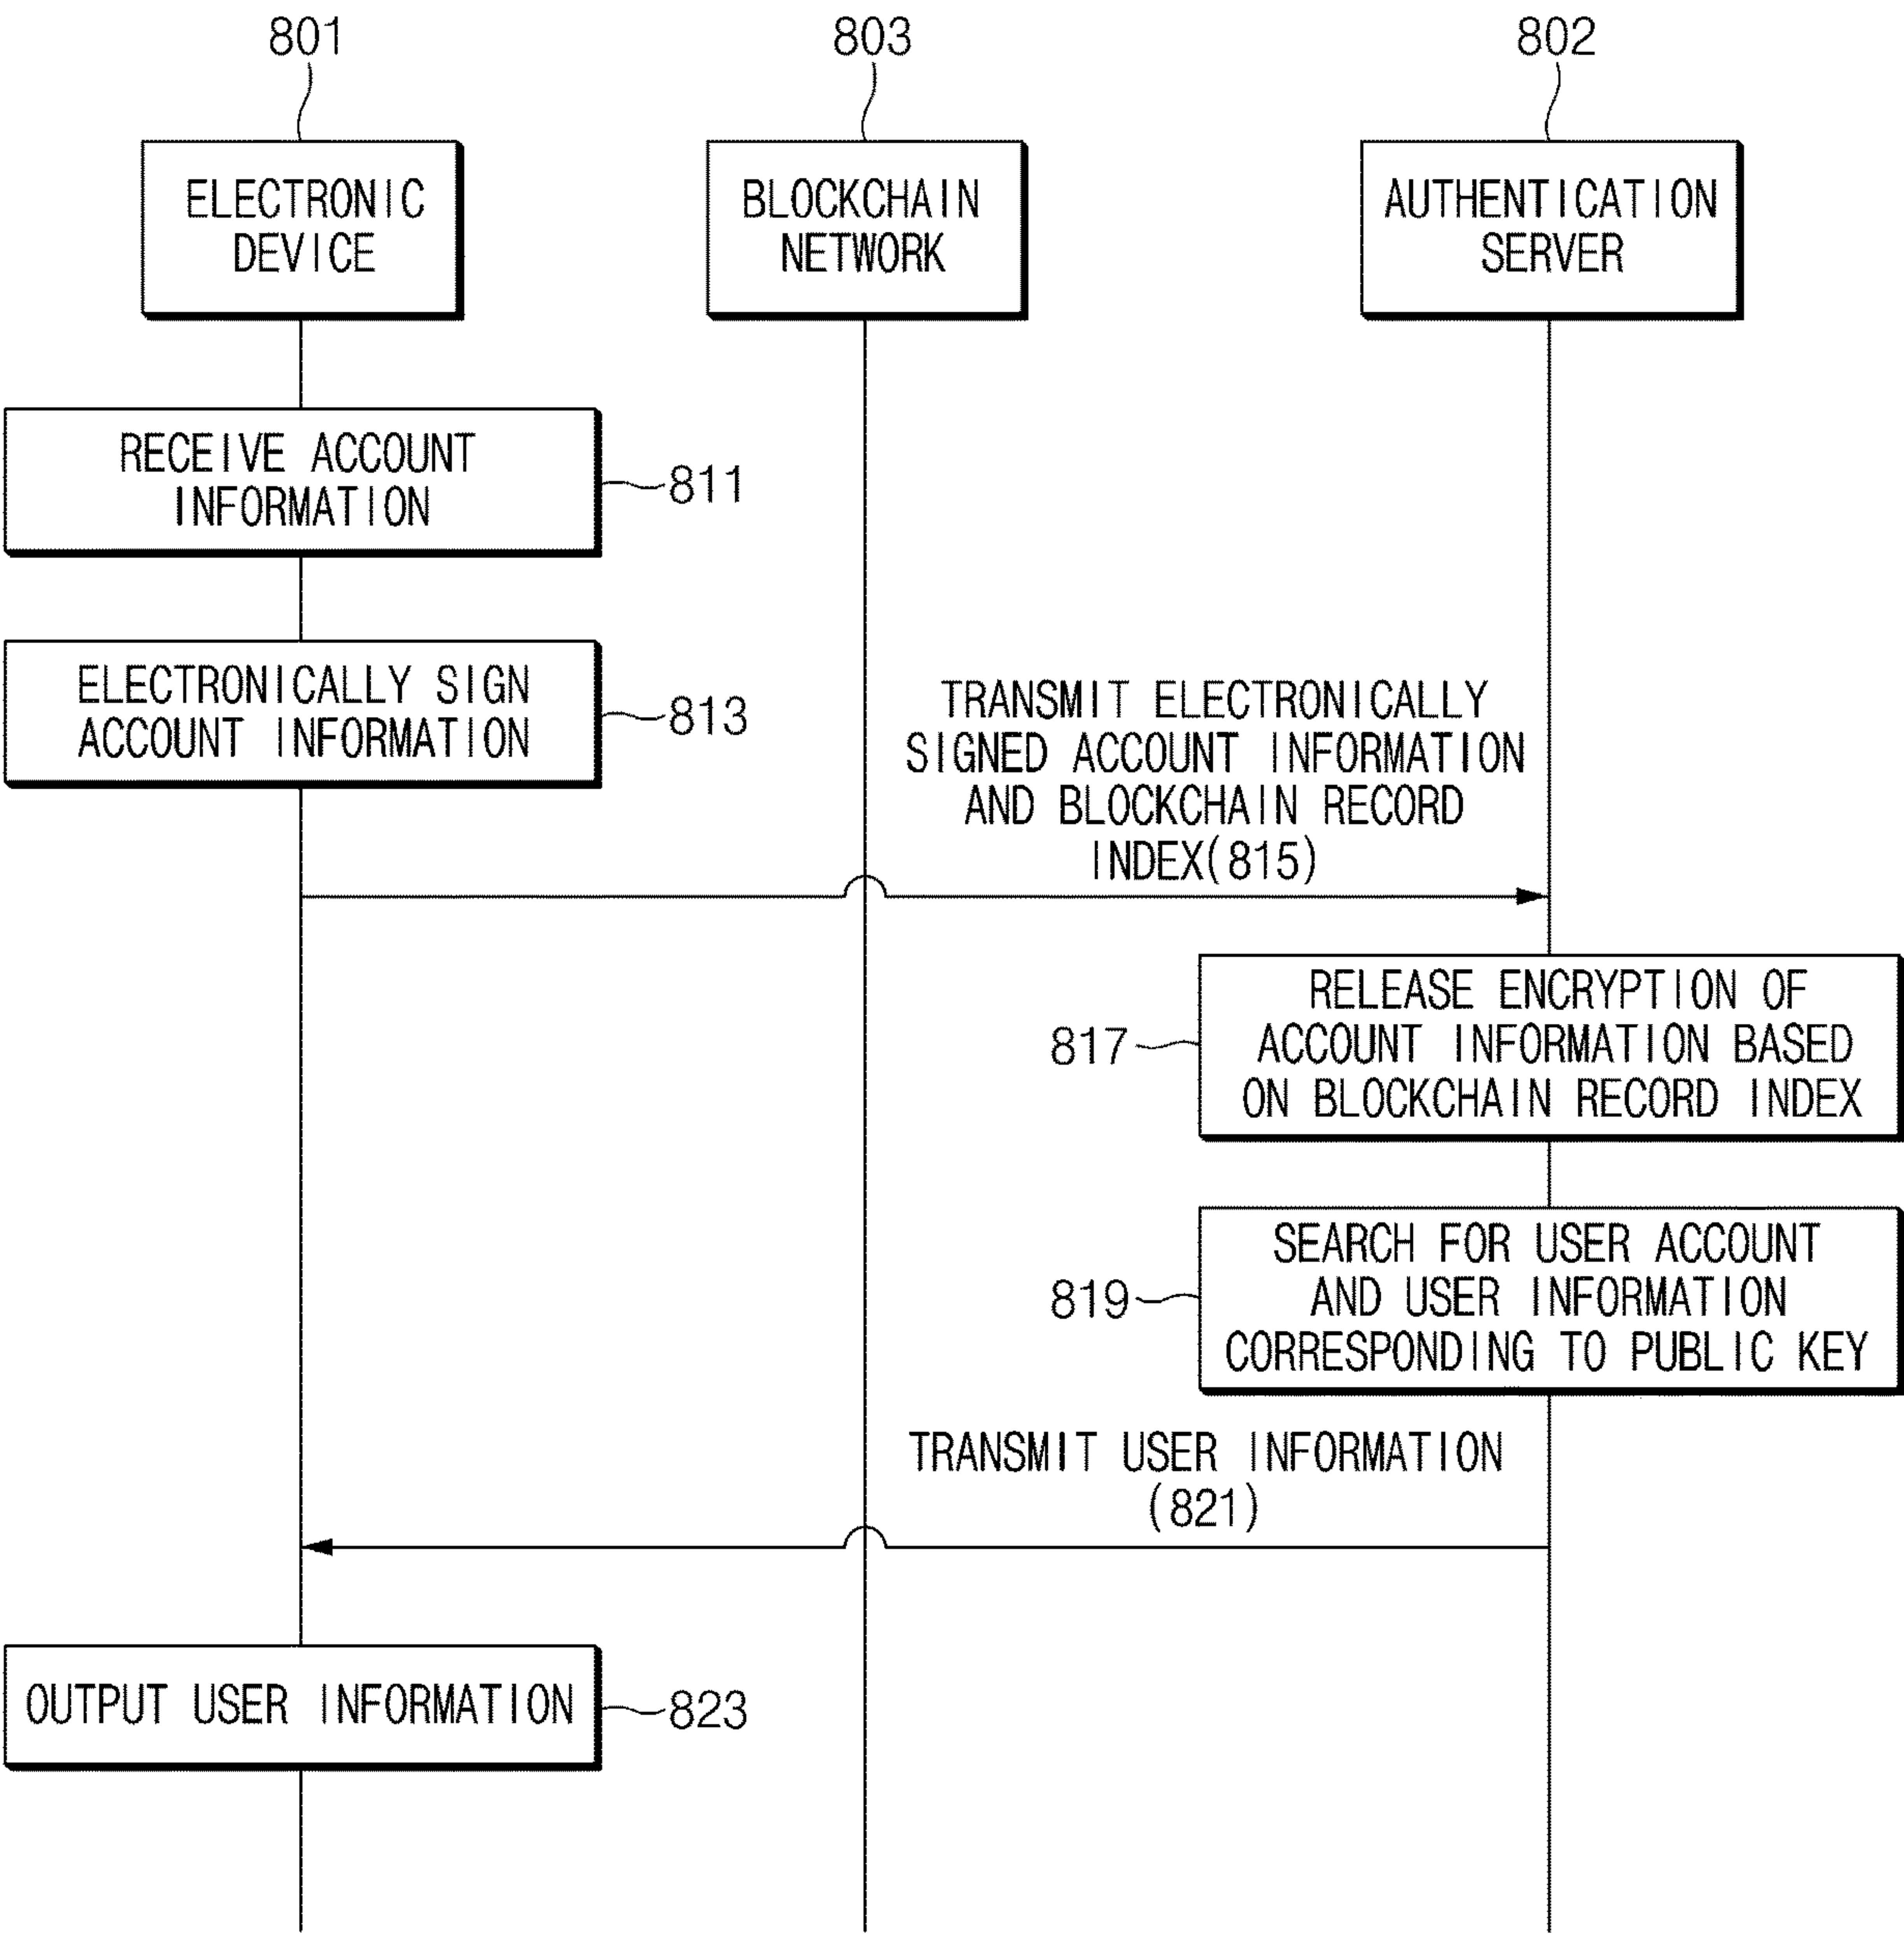 801
803
802
ELECTRONIC
DEVICE
BLOCKCHAIN
NETWORK
AUTHENTICATION
SERVER
RECEIVE ACCOUNT
INFORMATION
811
ELECTRONICALLY SIGN
ACCOUNT INFORMATION
813
TRANSMIT ELECTRONICALLY
SIGNED ACCOUNT INFORMATION
AND BLOCKCHAIN RECORD
INDEX(815)
817
RELEASE ENCRYPTION OF
ACCOUNT INFORMATION BASED
ON BLOCKCHAIN RECORD INDEX
819
SEARCH FOR USER ACCOUNT
AND USER INFORMATION
CORRESPONDING TO PUBLIC KEY
TRANSMIT USER INFORMATION
(821)
OUTPUT USER INFORMATION
823